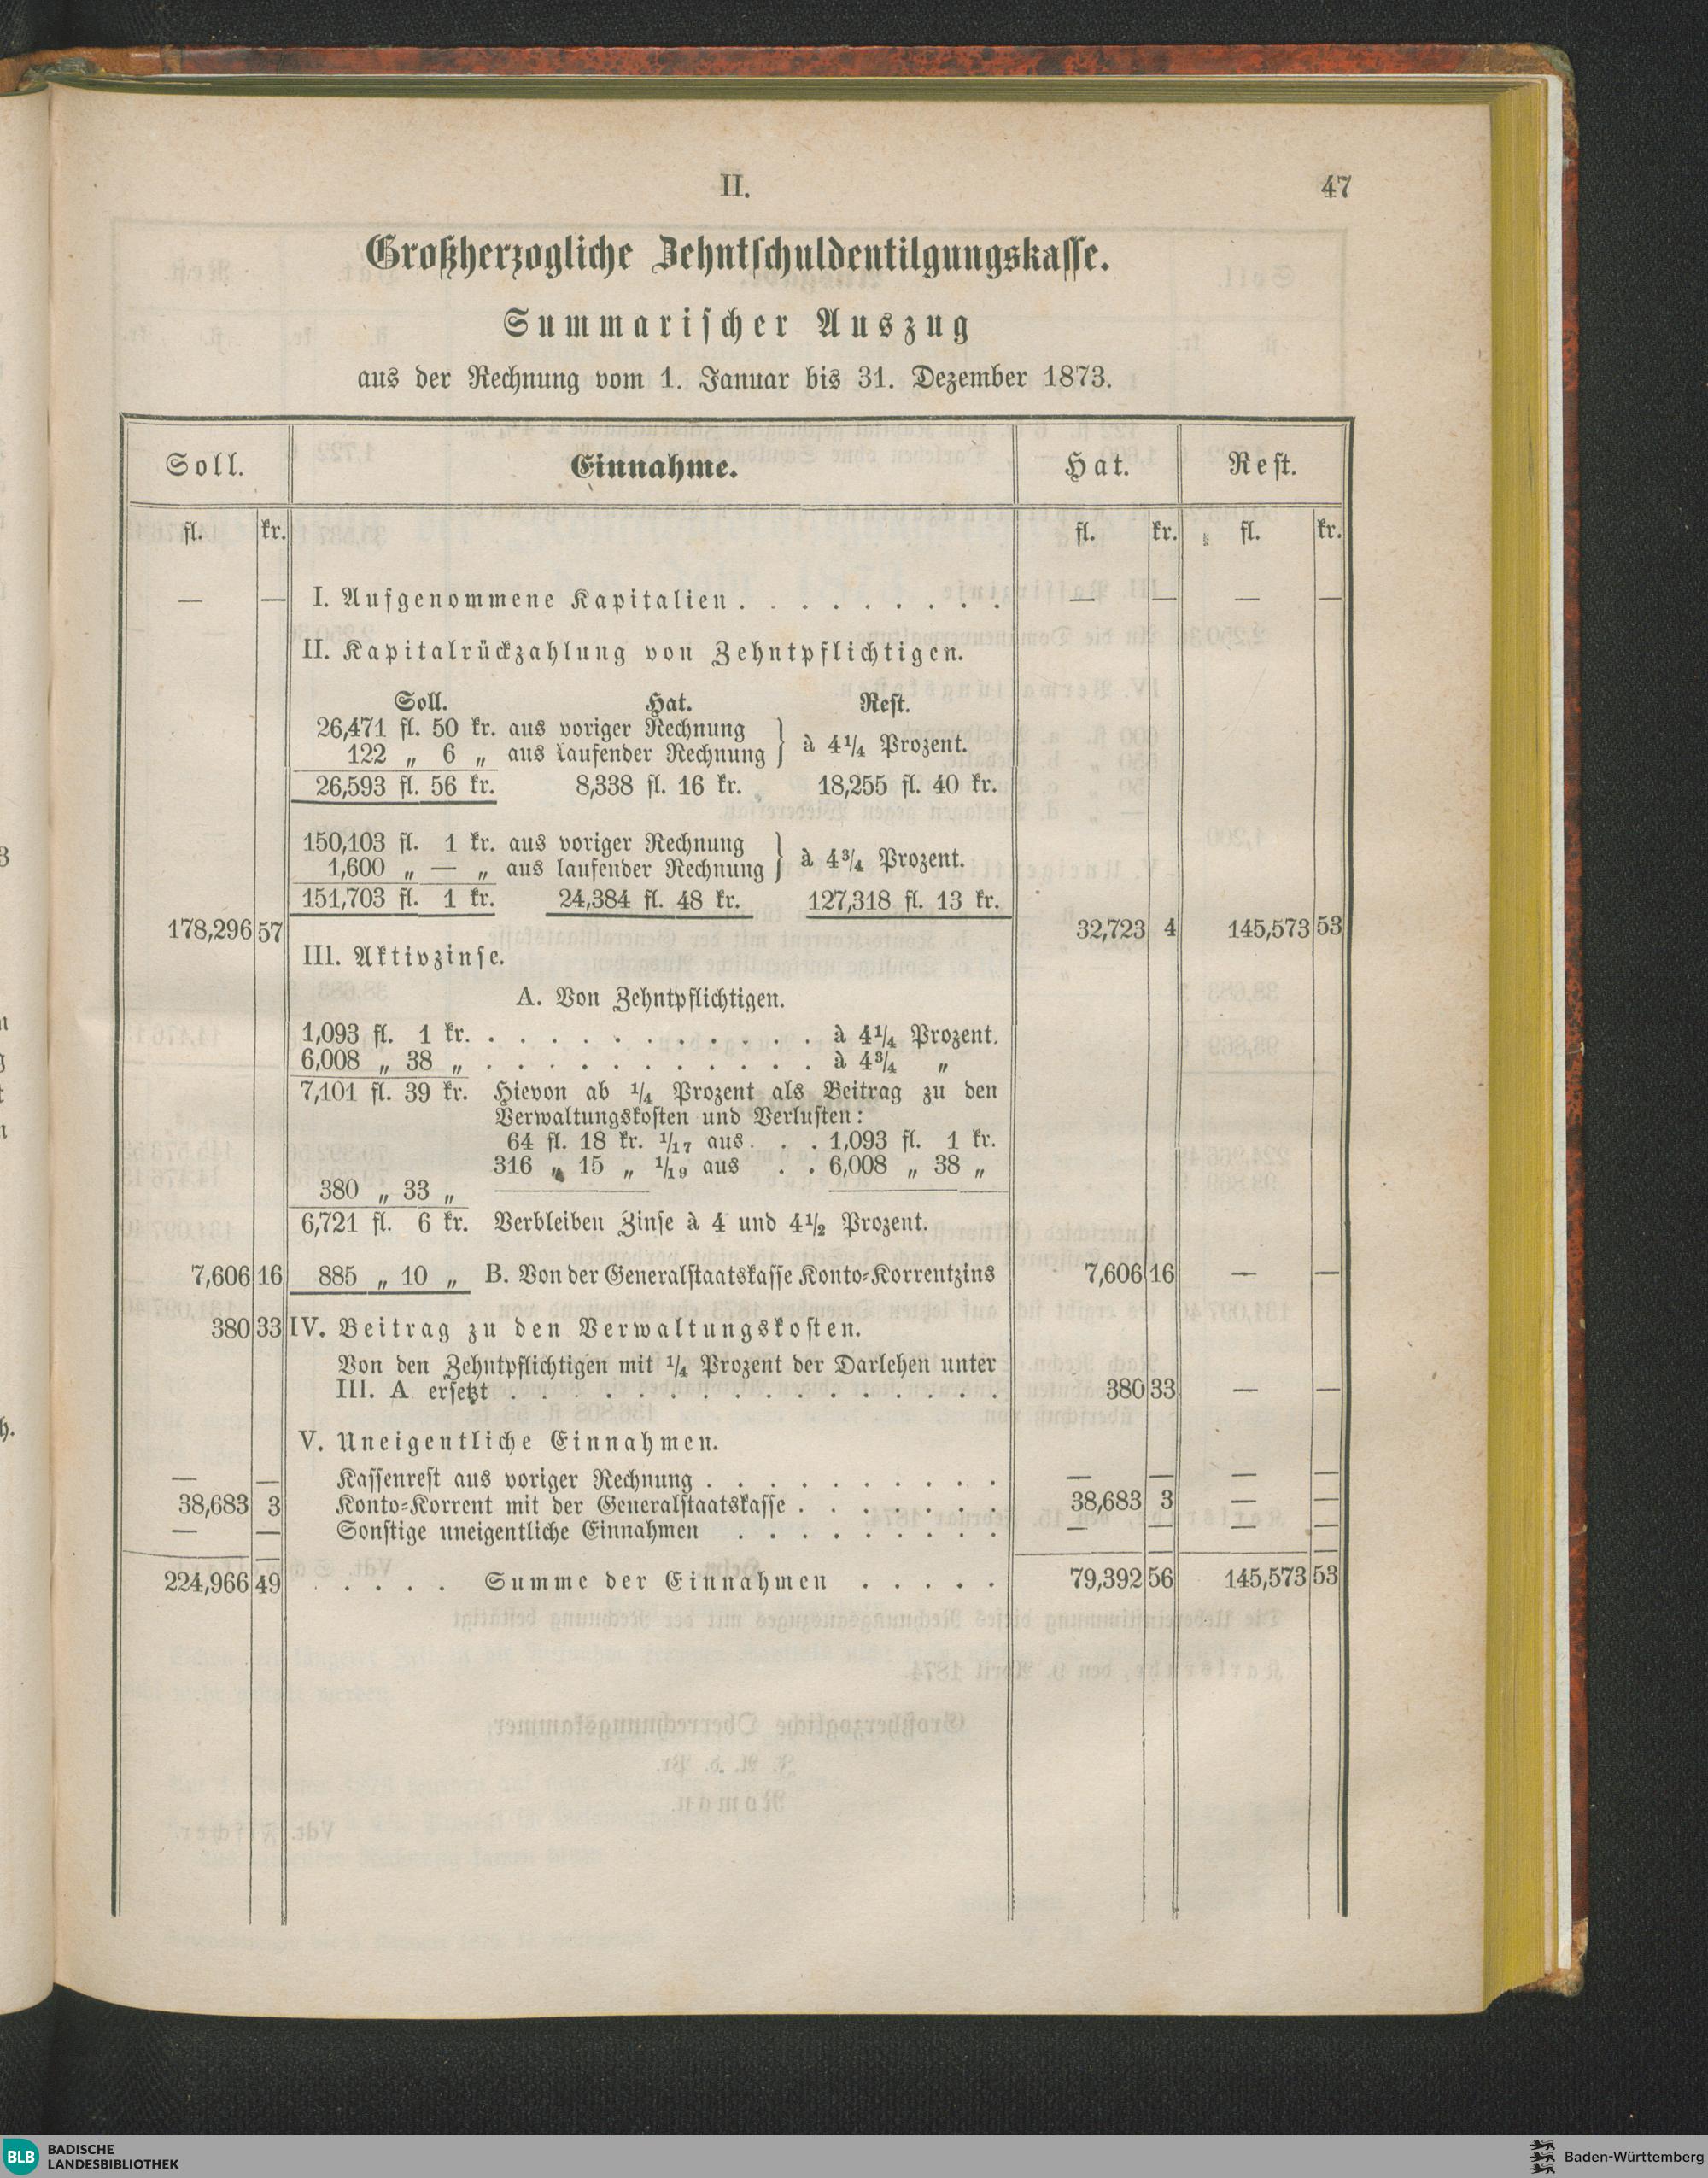 II.
47
Großherzogliche Zehntschuldentilgungskasse.
Summarischer Auszug
aus der Rechnung vom 1. Januar bis 31. Dezember 1873.
Soll. Einnahme. Hat. Rest.
fl. kr. fl. kr. fl. kr.
— — I. Aufgenommene Kapitalien . . . . . . . . . — — — —
II. Kapitalrückzahlung von Zehntpflichtigen.
Soll. Hat. Rest.
26,471 fl. 50 kr. aus voriger Rechnung
122 „ 6 „ aus laufender Rechnung } à 4¼ Prozent.
26,593 fl. 56 kr. 8,338 fl. 16 kr. 18,255 fl. 40 kr.
150,103 fl. 1 kr. aus voriger Rechnung
1,600 „ — „ aus laufender Rechnung } à 4¾ Prozent.
151,703 fl. 1 kr. 24,384 fl. 48 kr. 127,318 fl. 13 kr.
178,296 57 32,723 4 145,573 53
III. Aktivzinse.
A. Von Zehntpflichtigen.
1,093 fl. 1 kr. . . . . . . . . . . . à 4¼ Prozent.
6,008 „ 38 „ . . . . . . . . . . . à 4¾ „
7,101 fl. 39 kr. Hievon ab ¼ Prozent als Beitrag zu den
Verwaltungskosten und Verlusten:
64 fl. 18 kr. 1/17 aus . . . 1,093 fl. 1 kr.
316 „ 15 „ 1/19 aus . . 6,008 „ 38 „
380 „ 33 „
6,721 fl. 6 kr. Verbleiben Zinse à 4 und 4½ Prozent.
7,606 16 885 „ 10 „ B. Von der Generalstaatskasse Konto-Korrentzins 7,606 16 — —
380 33 IV. Beitrag zu den Verwaltungskosten.
Von den Zehntpflichtigen mit ¼ Prozent der Darlehen unter
III. A ersetzt . . . . . . . . . . . . . . . 380 33 — —
V. Uneigentliche Einnahmen.
— — Kassenrest aus voriger Rechnung . . . . . . . . . . — — — —
38,683 3 Konto-Korrent mit der Generalstaatskasse . . . . . . . 38,683 3 — —
— — Sonstige uneigentliche Einnahmen . . . . . . . . . — — — —
224,966 49 . . . . . Summe der Einnahmen . . . . . 79,392 56 145,573 53
BLB
BADISCHE
LANDESBIBLIOTHEK
Baden-Württemberg